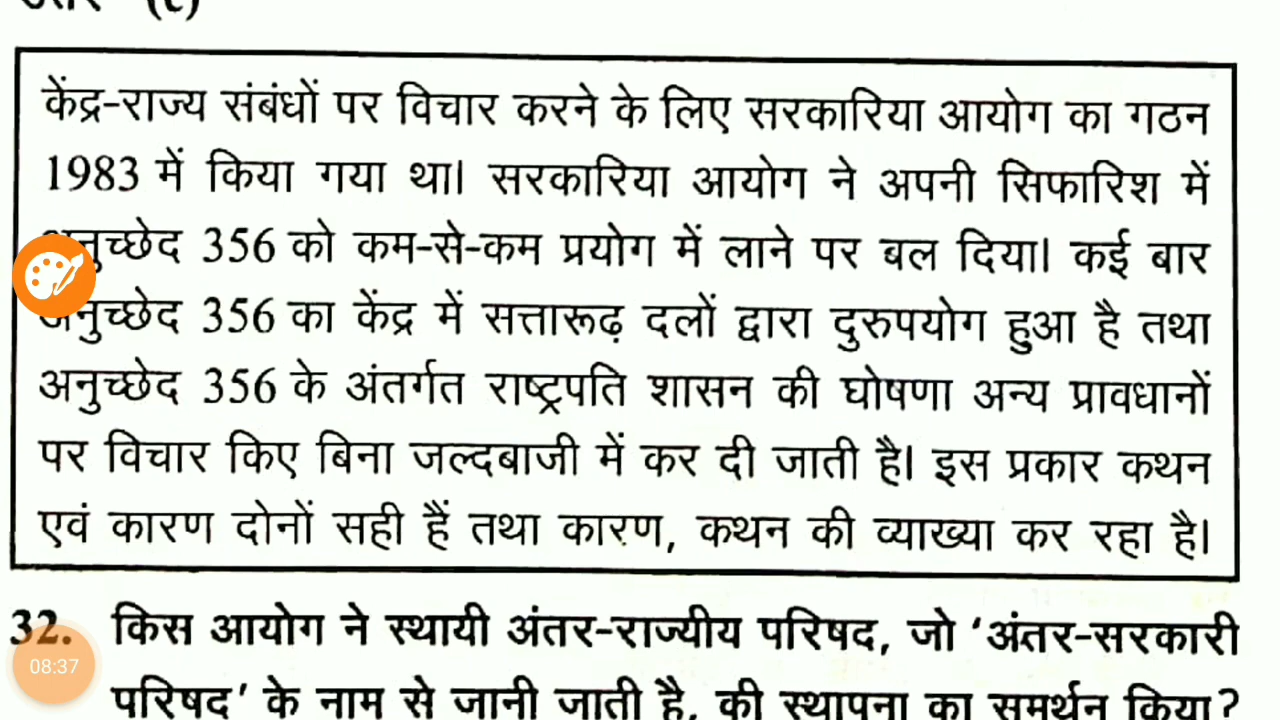 उत्तर (c)
केंद्र-राज्य संबंधों पर विचार करने के लिए सरकारिया आयोग का गठन
1983 में किया गया था। सरकारिया आयोग ने अपनी सिफारिश में
अनुच्छेद 356 को कम-से-कम प्रयोग में लाने पर बल दिया। कई बार
अनुच्छेद 356 का केंद्र में सत्तारूढ़ दलों द्वारा दुरुपयोग हुआ है तथा
अनुच्छेद 356 के अंतर्गत राष्ट्रपति शासन की घोषणा अन्य प्रावधानों
पर विचार किए बिना जल्दबाजी में कर दी जाती है। इस प्रकार कथन
एवं कारण दोनों सही हैं तथा कारण, कथन की व्याख्या कर रहा है।
32. किस आयोग ने स्थायी अंतर-राज्यीय परिषद, जो ‘अंतर-सरकारी
08:37
परिषद’ के नाम से जानी जाती है, की स्थापना का समर्थन किया?